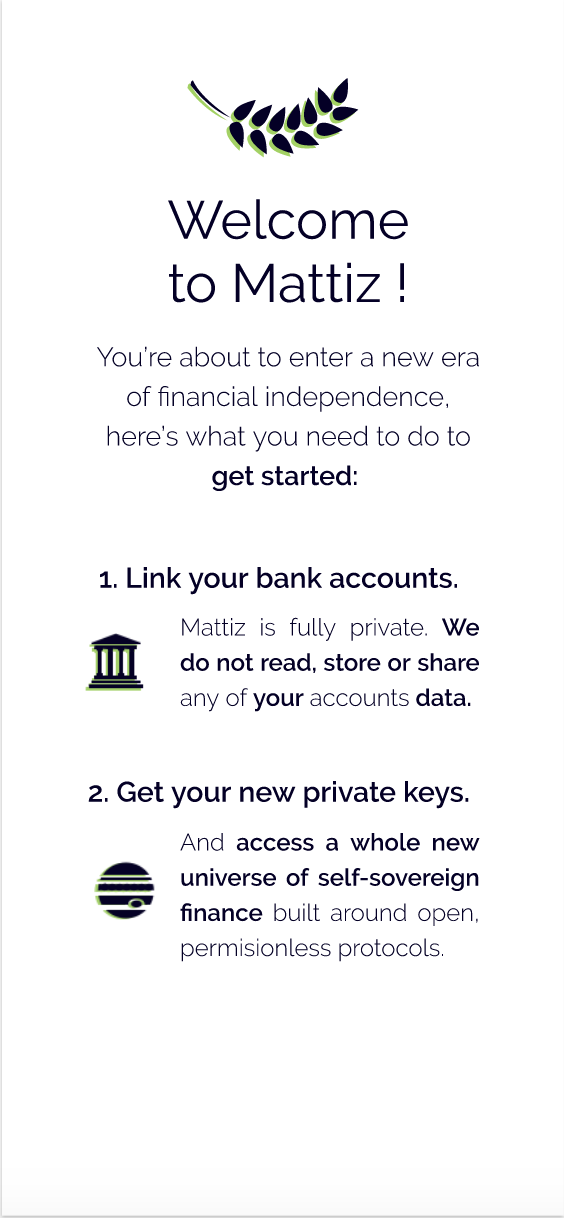 Welcome
to Mattiz !
You’re about to enter a new era
of financial independence,
here’s what you need to do to
get started:
1. Link your bank accounts.
Mattiz is fully private. We
do not read, store or share
any of your accounts data.
2. Get your new private keys.
And access a whole new
universe of self-sovereign
finance built around open,
permisionless protocols.